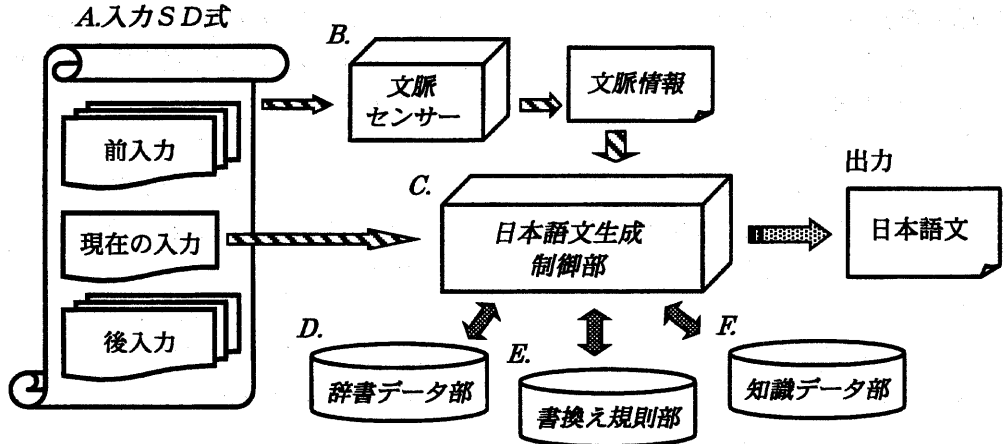 A.入力ＳＤ式
前入力
現在の入力
後入力
B.
文脈
センサー
文脈情報
C.
日本語文生成
制御部
出力
日本語文
D.
辞書データ部
E.
書換え規則部
F.
知識データ部